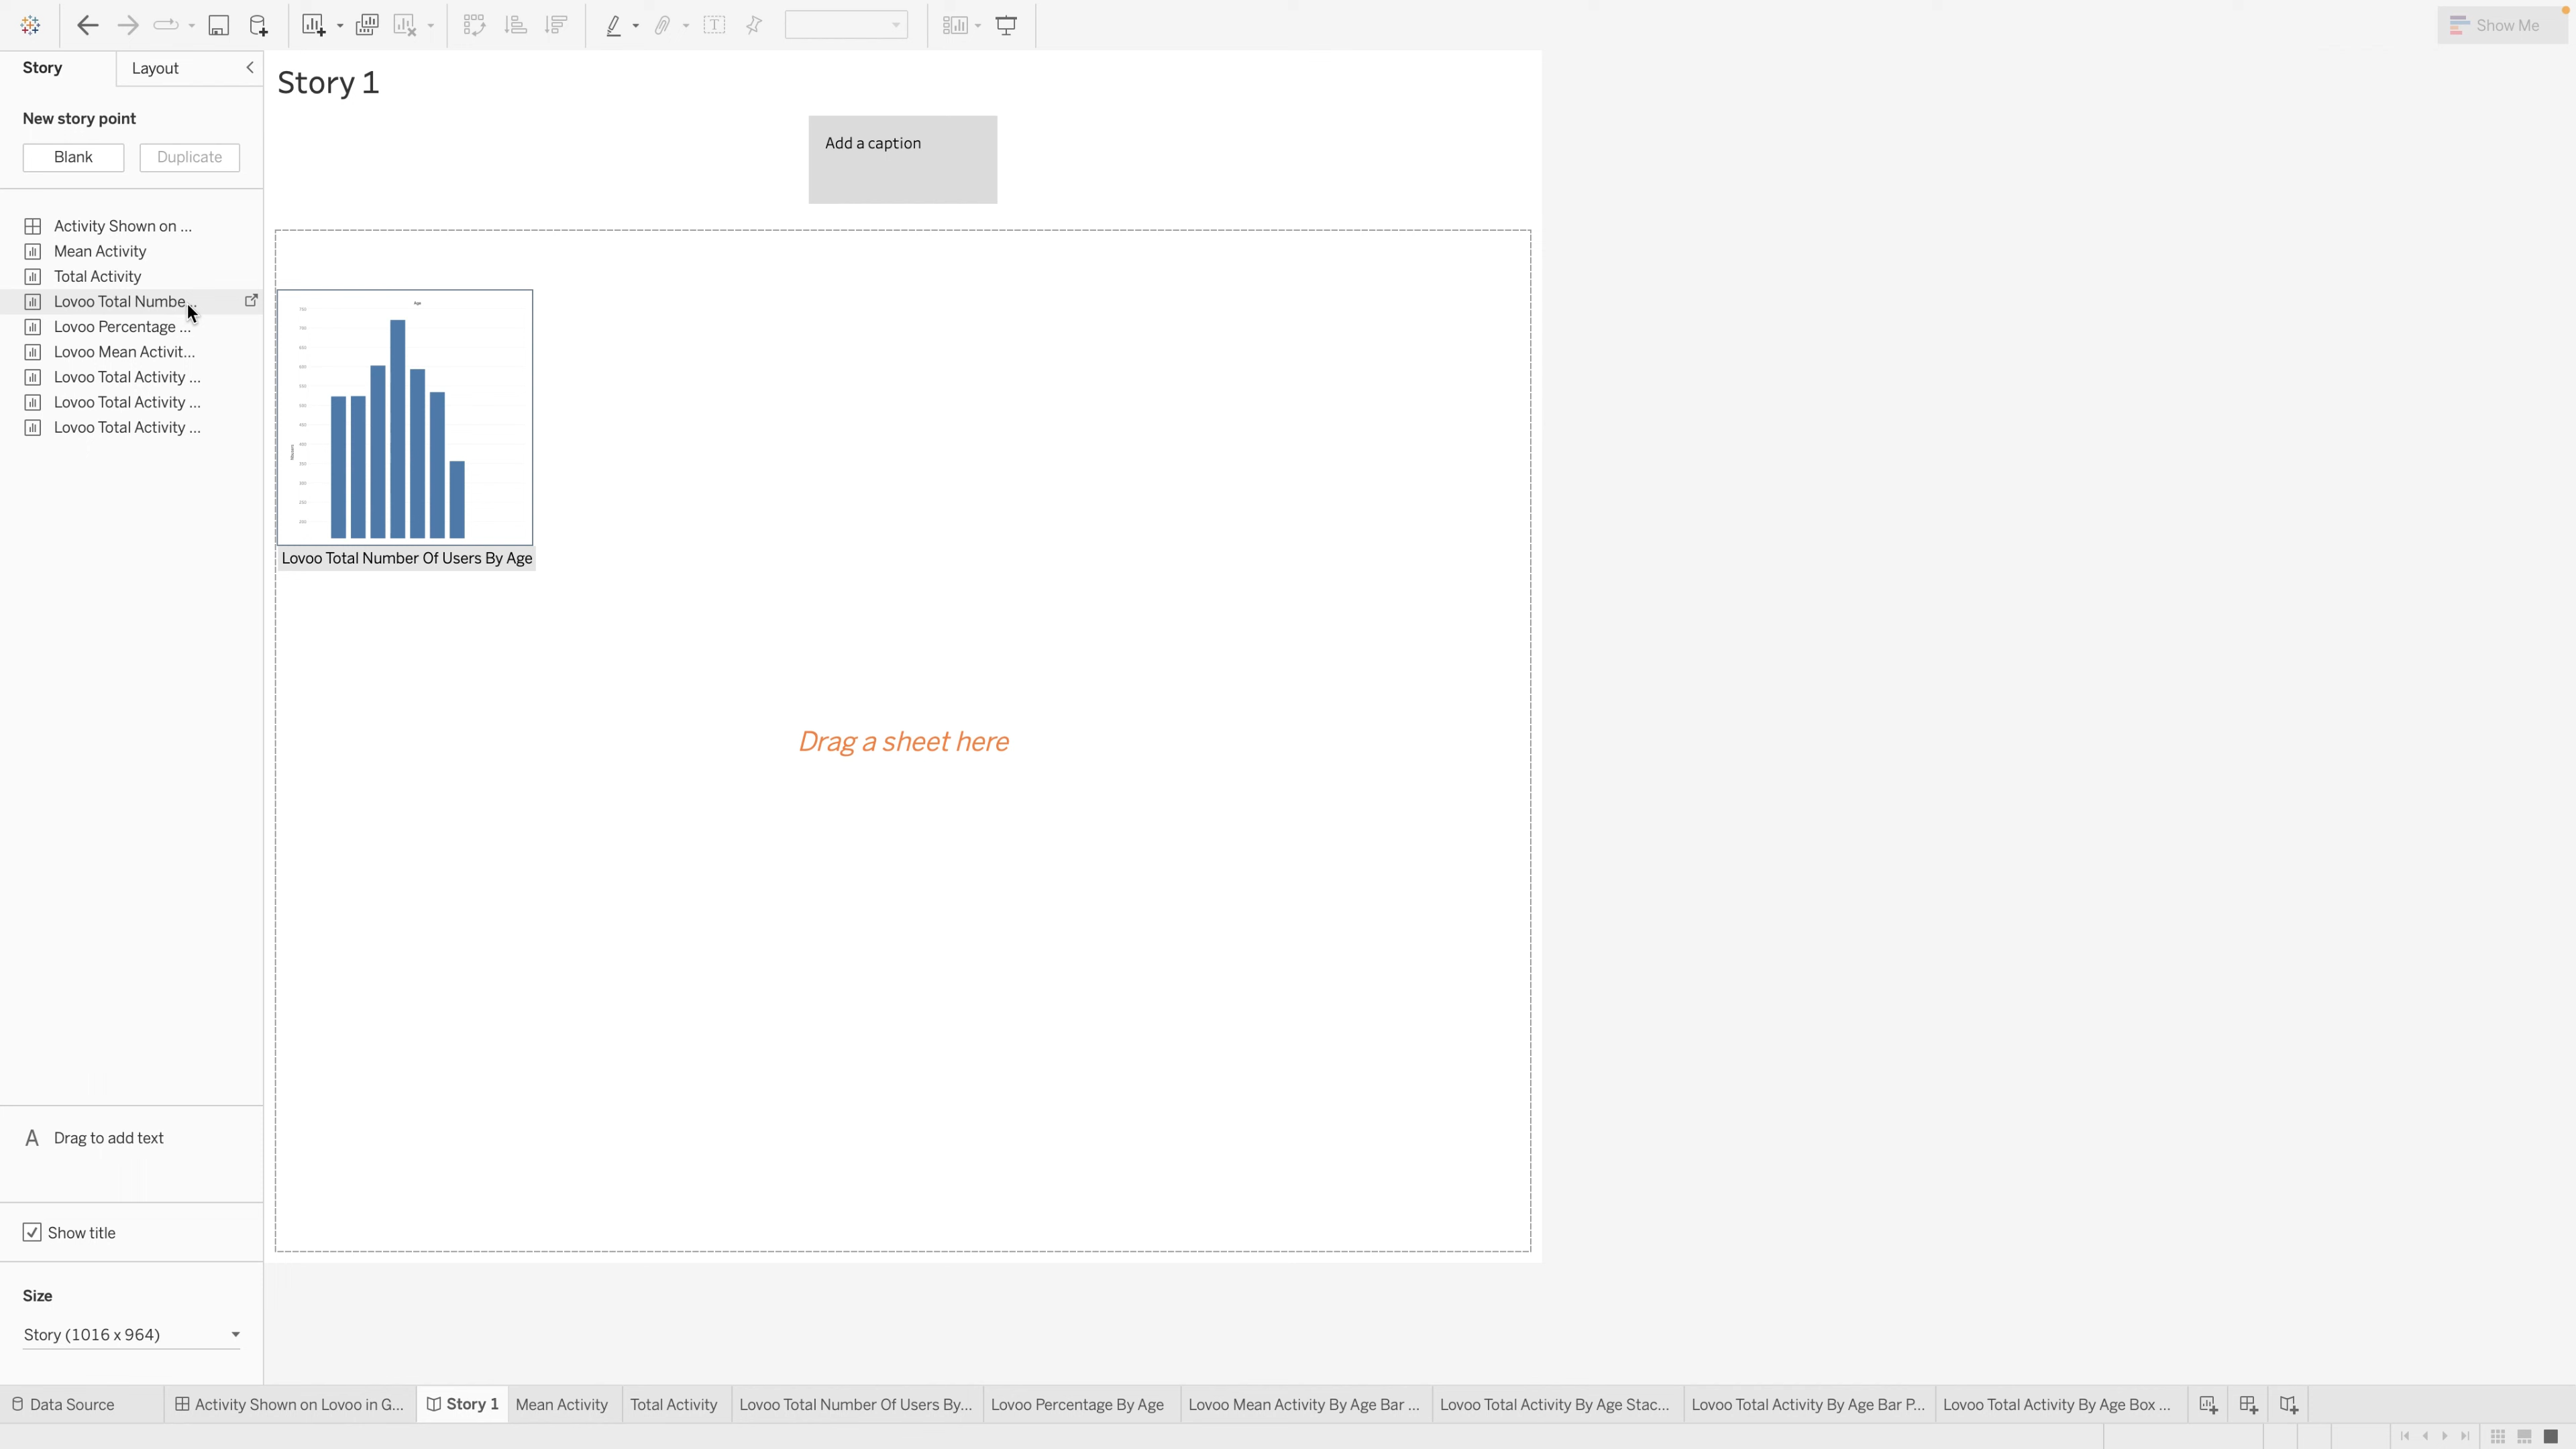 Show Me
Story
Layout
New story point
Blank
Duplicate
Activity Shown on ...
Mean Activity
Total Activity
Lovoo Total Numbe...
Lovoo Percentage ...
Lovoo Mean Activit...
Lovoo Total Activity ...
Lovoo Total Activity ...
Lovoo Total Activity ...
Drag to add text
Show title
Size
Story (1016 x 964)
Story 1
Add a caption
Age
Lovoo Total Number Of Users By Age
Drag a sheet here
Data Source
Activity Shown on Lovoo in G...
Story 1
Mean Activity
Total Activity
Lovoo Total Number Of Users By...
Lovoo Percentage By Age
Lovoo Mean Activity By Age Bar ...
Lovoo Total Activity By Age Stac...
Lovoo Total Activity By Age Bar P...
Lovoo Total Activity By Age Box ...